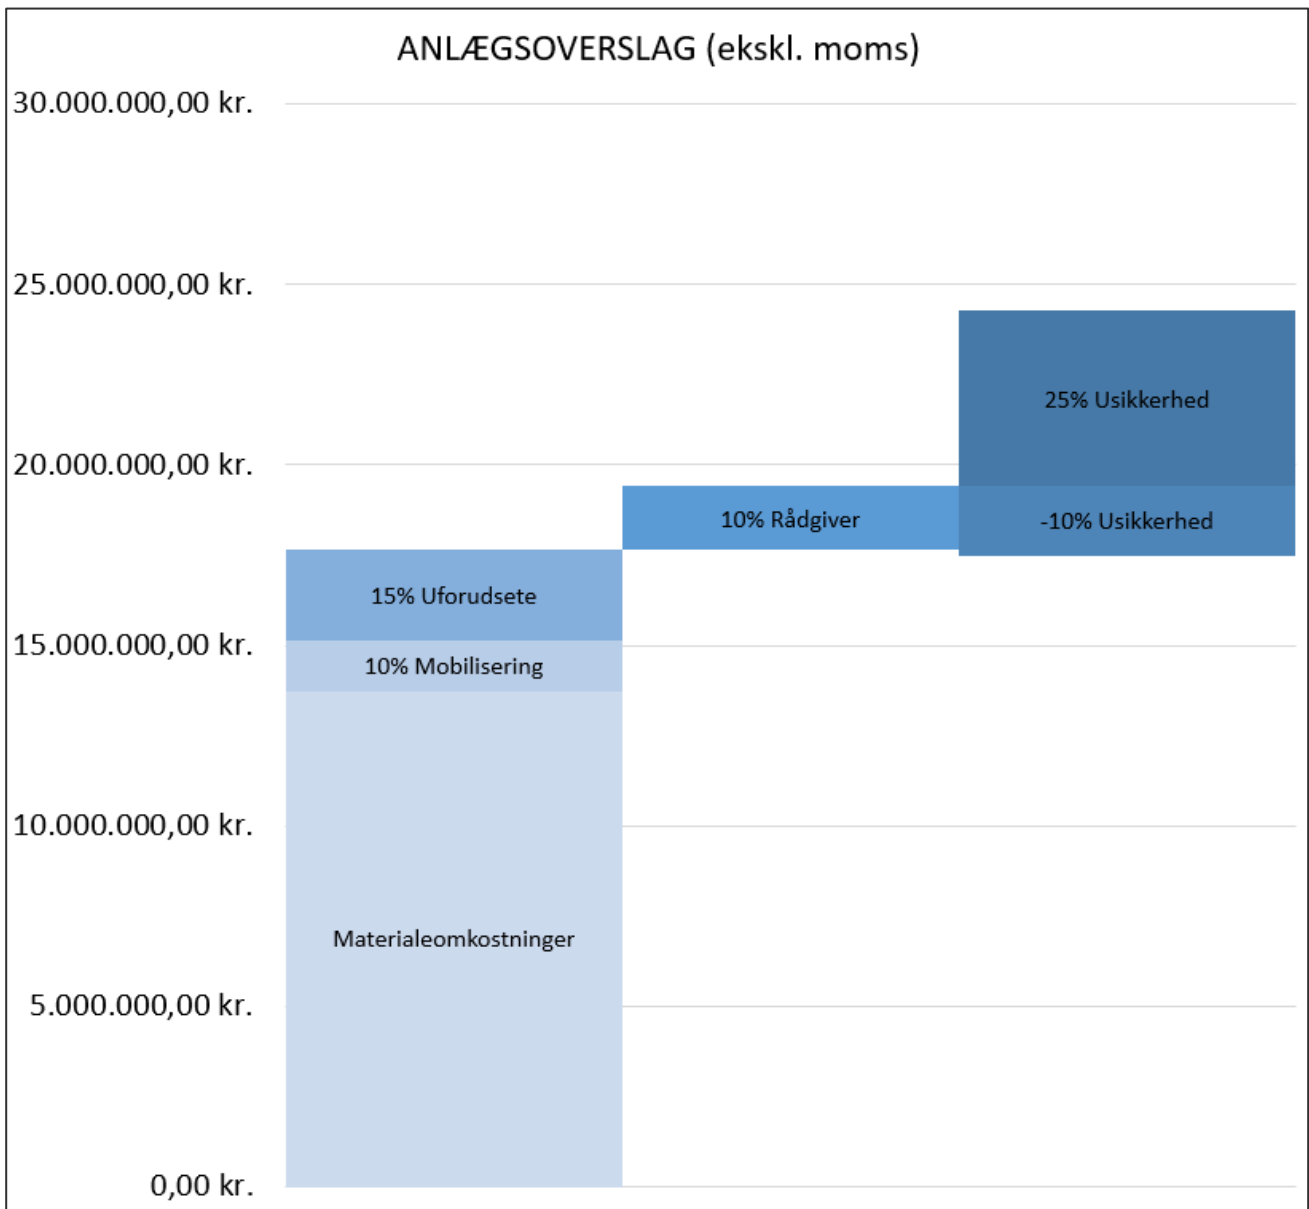 ANLÆGSOVERSLAG (ekskl. moms)
30.000.000,00 kr.
25.000.000,00 kr.
20.000.000,00 kr.
15.000.000,00 kr.
10.000.000,00 kr.
5.000.000,00 kr.
0,00 kr.
25% Usikkerhed
10% Rådgiver
-10% Usikkerhed
15% Uforudsete
10% Mobilisering
Materialeomkostninger